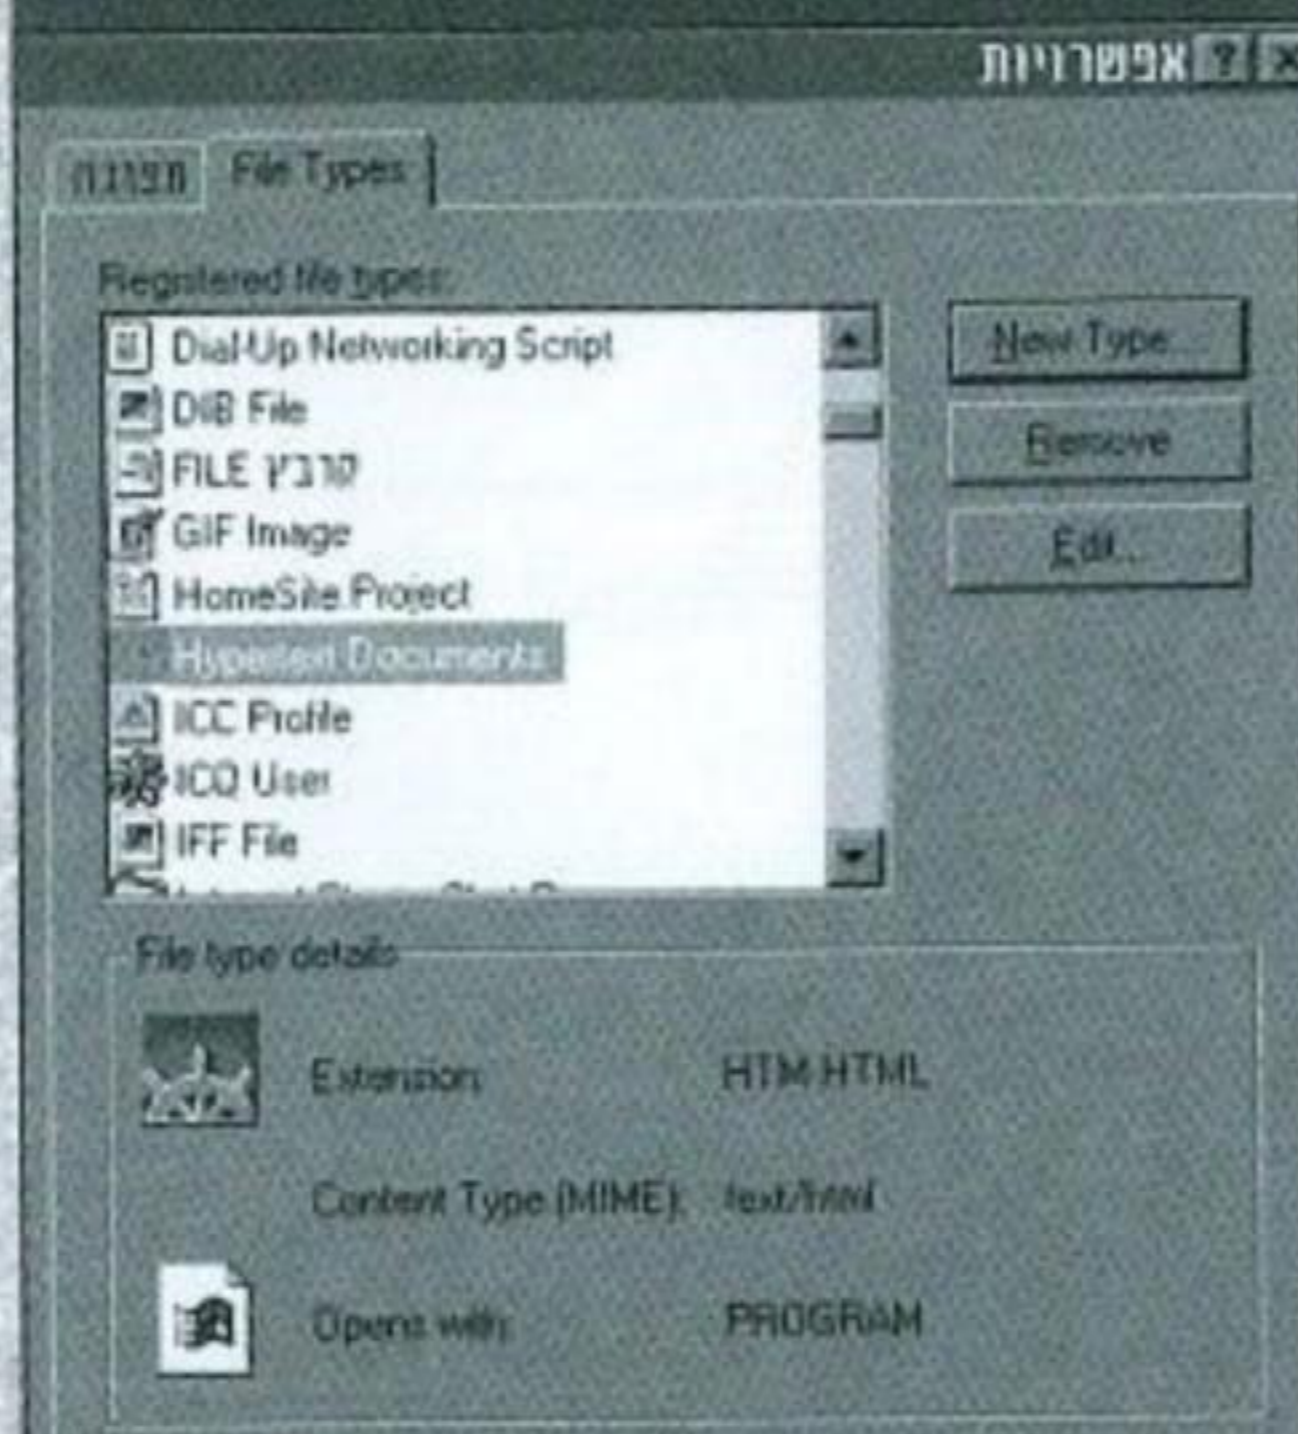 אפשרויות
תצוגה
File Types
Registered file types:
Dial-Up Networking Script
DIB File
FILE קובץ
GIF Image
HomeSite Project
Hypertext Documents
ICC Profile
ICQ User
IFF File
New Type...
Remove
Edit...
File type details
Extension: HTM HTML
Content Type (MIME): text/html
Opens with: PROGRAM